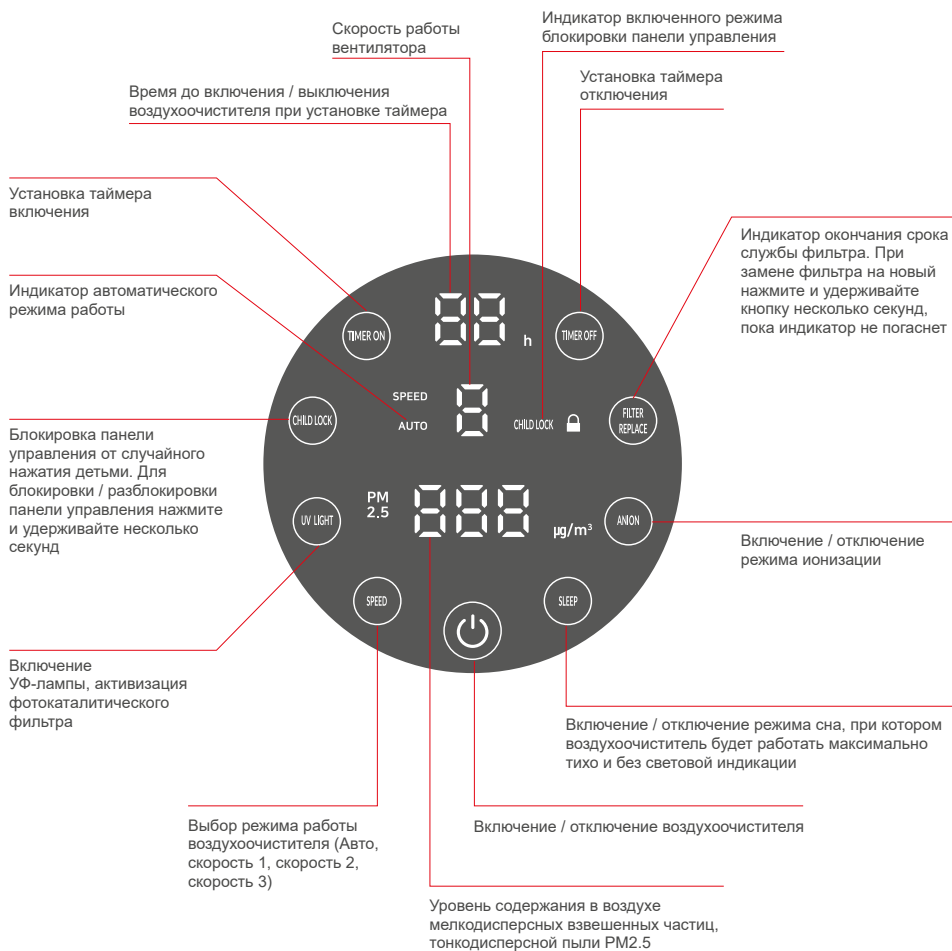 Индикатор включенного режима
блокировки панели управления
Скорость работы
вентилятора
Установка таймера
отключения
Время до включения / выключения
воздухоочистителя при установке таймера
Установка таймера
включения
Индикатор окончания срока
службы фильтра. При
замене фильтра на новый
нажмите и удерживайте
кнопку несколько секунд,
пока индикатор не погаснет
Индикатор автоматического
режима работы
TIMER ON
88
h
TIMER OFF
SPEED
AUTO
8
CHILD LOCK
CHILD LOCK
FILTER
REPLACE
Блокировка панели
управления от случайного
нажатия детьми. Для
блокировки / разблокировки
панели управления нажмите
и удерживайте несколько
секунд
UV LIGHT
PM
2.5
888
µg/m³
ANION
Включение / отключение
режима ионизации
SPEED
SLEEP
Включение
УФ-лампы, активизация
фотокаталитического
фильтра
Включение / отключение режима сна, при котором
воздухоочиститель будет работать максимально
тихо и без световой индикации
Выбор режима работы
воздухоочистителя (Авто,
скорость 1, скорость 2,
скорость 3)
Включение / отключение воздухоочистителя
Уровень содержания в воздухе
мелкодисперсных взвешенных частиц,
тонкодисперсной пыли PM2.5